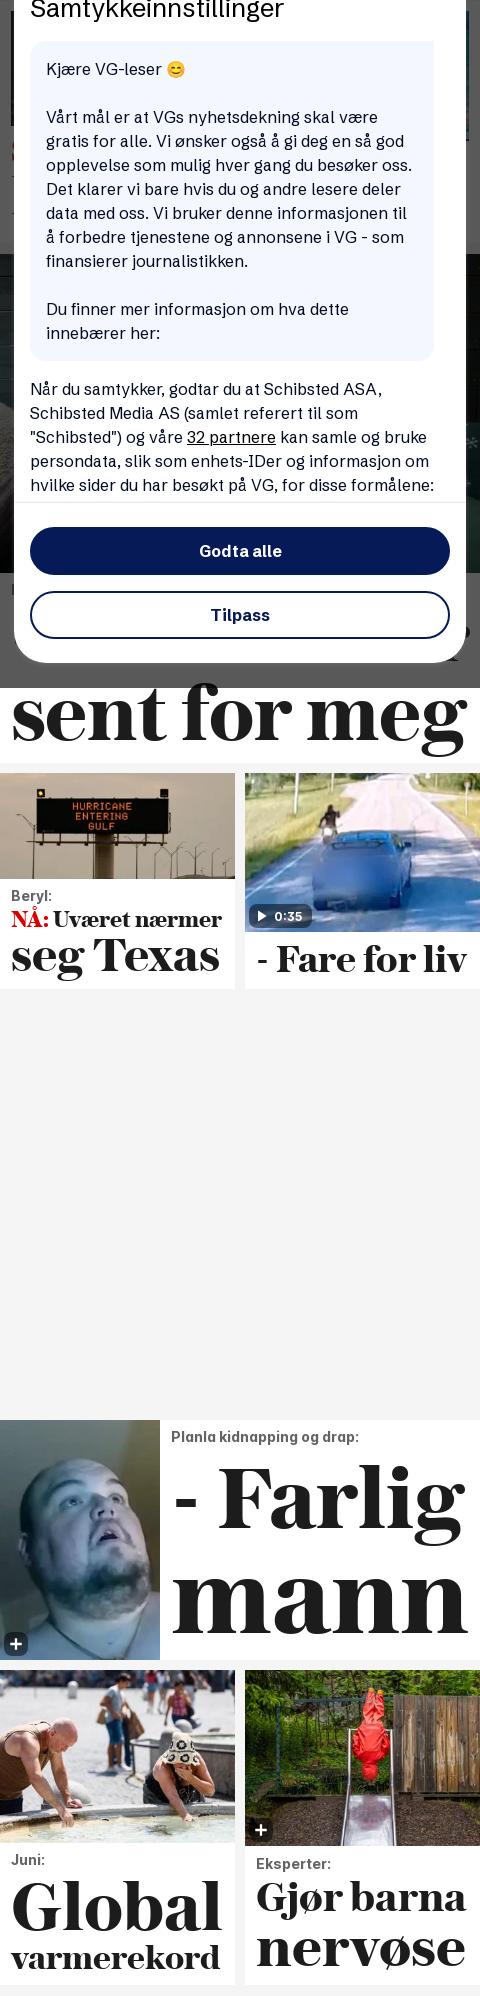 Samtykkeinnstillinger
Kjære VG-leser 😊
Vårt mål er at VGs nyhetsdekning skal være
gratis for alle. Vi ønsker også å gi deg en så god
opplevelse som mulig hver gang du besøker oss.
Det klarer vi bare hvis du og andre lesere deler
data med oss. Vi bruker denne informasjonen til
å forbedre tjenestene og annonsene i VG - som
finansierer journalistikken.
Du finner mer informasjon om hva dette
innebærer her:
Når du samtykker, godtar du at Schibsted ASA,
Schibsted Media AS (samlet referert til som
"Schibsted") og våre 32 partnere kan samle og bruke
persondata, slik som enhets-IDer og informasjon om
hvilke sider du har besøkt på VG, for disse formålene:
Godta alle
Tilpass
sent for meg
HURRICANE
ENTERING
GULF
0:35
Beryl:
NÅ: Uværet nærmer
seg Texas
- Fare for liv
Planla kidnapping og drap:
- Farlig
mann
Juni:
Global
varmerekord
Eksperter:
Gjør barna
nervøse